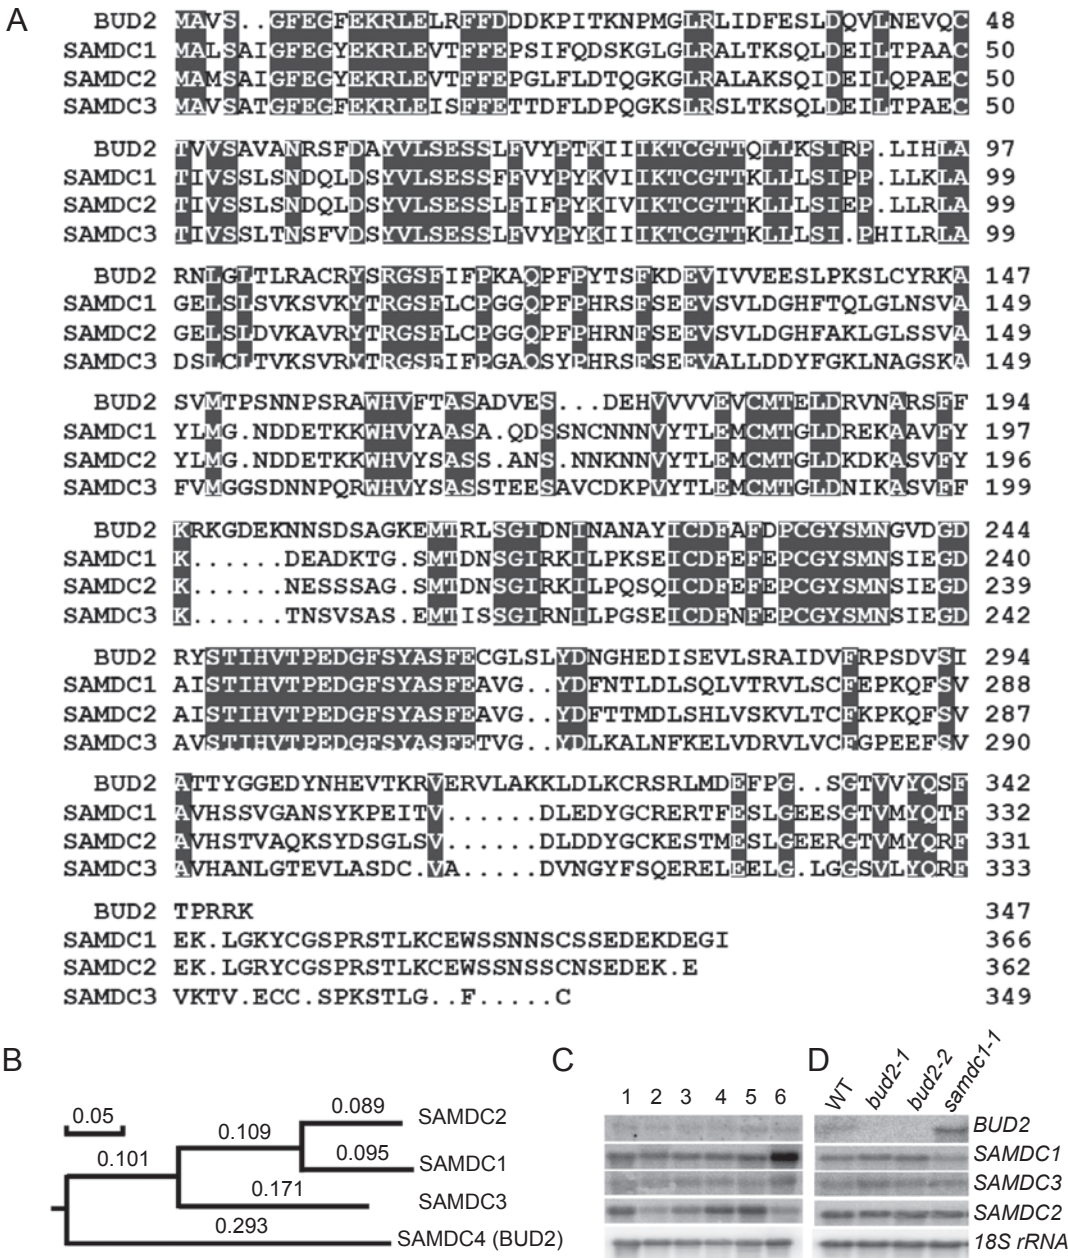 A
BUD2 MAVS..GFEGFEKRLELRFFDDDKPITKNPMGLRLIDFESLDQVLNEVQC 48
SAMDC1 MALSAIGFEGYEKRLEVTFFEPSIFQDSKGLGLRALTKSQLDEILTPAAC 50
SAMDC2 MAMSAIGFEGYEKRLEVTFFEPGLFLDTQGKGLRALAKSQIDEILQPAEC 50
SAMDC3 MAVSATGFEGFEKRLEISFFETTDFLDPQGKSLRSLTKSQLDEILTPAEC 50
BUD2 TVVSAVANRSFDAYVLSESSLFVYPTKIIIKTCGTTQLLKSIRP.LIHLA 97
SAMDC1 TIVSSLSNDQLDSYVLSESSFFVYPYKVIIKTCGTTKLLLSIPP.LLKLA 99
SAMDC2 TIVSSLSNDQLDSYVLSESSLFIFPYKIVIKTCGTTKLLLSIEP.LLRLA 99
SAMDC3 TIVSSLTNSFVDSYVLSESSLFVYPYKIIIKTCGTTKLLLSI.PHILRLA 99
BUD2 RNLGLTLRACRYSRGSFIFPKAQPFPYTSFKDEVIVVEESLPKSLCYRKA 147
SAMDC1 GELSLSVKSVKYTRGSFLCPGGQPFPHRSFSEEVSVLDGHFTQLGLNSVA 149
SAMDC2 GELSLDVKAVRYTRGSFLCPGGQPFPHRNFSEEVSVLDGHFAKLGLSSVA 149
SAMDC3 DSLCLTVKSVRYTRGSFIFPGAQSYPHRSFSEEVALLDDYFGKLNAGSKA 149
BUD2 SVMTPSNNPSRAWHVFTASADVES...DEHVVVVEVCMTELDRVNARSFF 194
SAMDC1 YLMG.NDDETKKWHVYAASA.QDSSNCNNNVYTLEMCMTGLDREKAAVFY 197
SAMDC2 YLMG.NDDETKKWHVYSASS.ANS.NNKNNVYTLEMCMTGLDKDKASVFY 196
SAMDC3 FVMGGSDNNPQRWHVYSASSTEESAVCDKPVYTLEMCMTGLDNIKASVFF 199
BUD2 KRKGDEKNNSDSAGKEMTRLSGIDNINANAYICDFAFDPCGYSMNGVDGD 244
SAMDC1 K......DEADKTG.SMTDNSGIRKILPKSEICDFEFEPCGYSMNSIEGD 240
SAMDC2 K......NESSSAG.SMTDNSGIRKILPQSQICDFEFEPCGYSMNSIEGD 239
SAMDC3 K......TNSVSAS.EMTISSGIRNILPGSEICDFNFEPCGYSMNSIEGD 242
BUD2 RYSTIHVTPEDGFSYASFECGLSLYDNGHEDISEVLSRAIDVFRPSDVSI 294
SAMDC1 AISTIHVTPEDGFSYASFEAVG..YDFNTLDLSQLVTRVLSCFEPKQFSV 288
SAMDC2 AISTIHVTPEDGFSYASFEAVG..YDFTTMDLSHLVSKVLTCFKPKQFSV 287
SAMDC3 AVSTIHVTPEDGFSYASFETVG..YDLKALNFKELVDRVLVCFGPEEFSV 290
BUD2 ATTYGGEDYNHEVTKRVERVLAKKLDLKCRSRLMDEFPG..SGTVVYQSF 342
SAMDC1 AVHSSVGANSYKPEITV......DLEDYGCRERTFESLGEESGTVMYQTF 332
SAMDC2 AVHSTVAQKSYDSGLSV......DLDDYGCKESTMESLGEERGTVMYQRF 331
SAMDC3 AVHANLGTEVLASDC.VA.....DVNGYFSQERELEELG.LGGSVLYQRF 333
BUD2 TPRRK 347
SAMDC1 EK.LGKYCGSPRSTLKCEWSSNNSCSSEDEKDEGI 366
SAMDC2 EK.LGRYCGSPRSTLKCEWSSNSSCNSEDEK.E 362
SAMDC3 VKTV.ECC.SPKSTLG..F.....C 349
B
0.05
0.089
SAMDC2
0.109
0.095
SAMDC1
0.101
0.171
SAMDC3
0.293
SAMDC4 (BUD2)
C
1 2 3 4 5 6
D
WT bud2-1 bud2-2 samdc1-1
BUD2
SAMDC1
SAMDC3
SAMDC2
18S rRNA